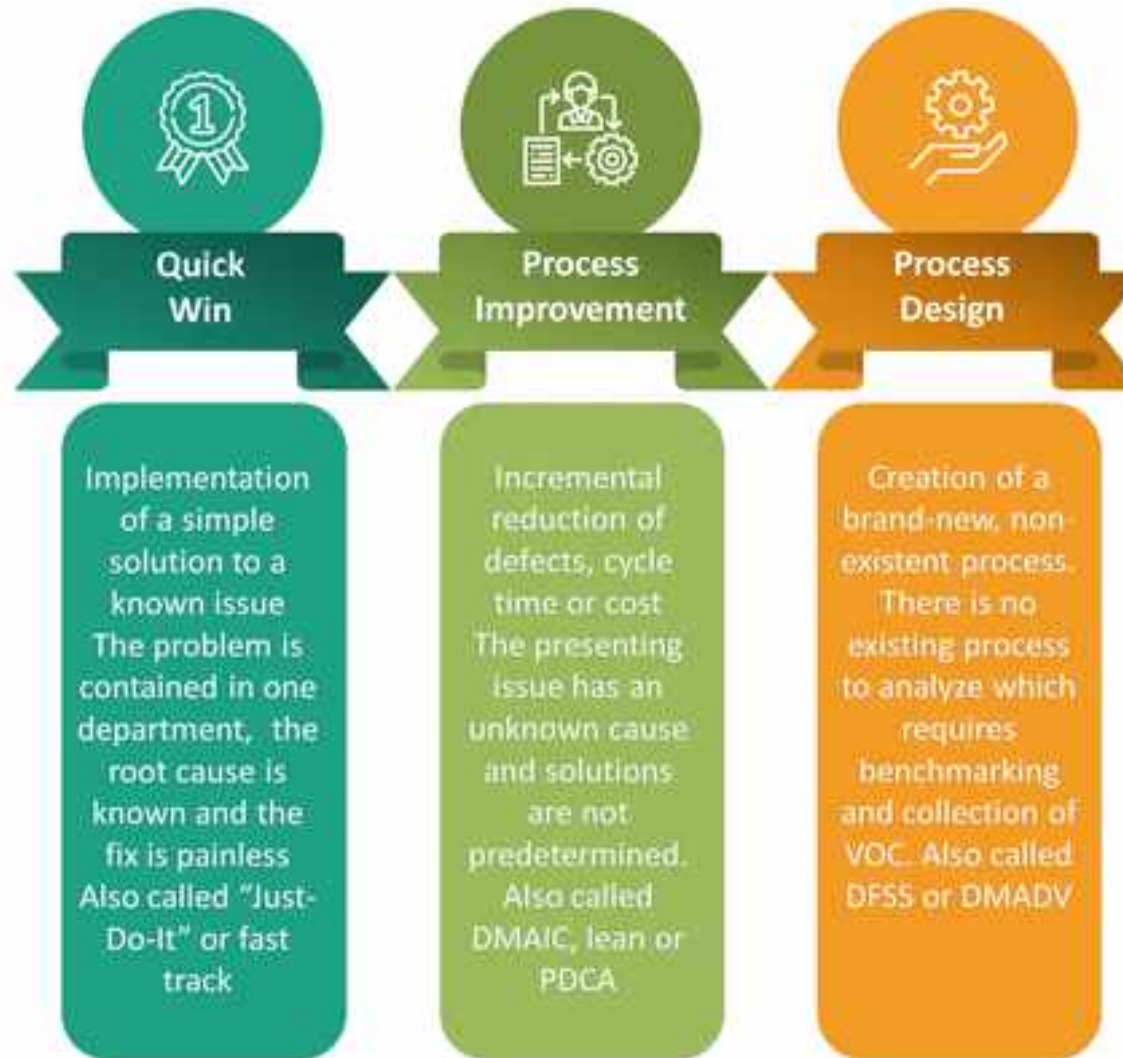 1
Quick
Win
Implementation
of a simple
solution to a
known issue
The problem is
contained in one
department, the
root cause is
known and the
fix is painless
Also called "Just-
Do-It" or fast
track
Process
Improvement
Incremental
reduction of
defects, cycle
time or cost
The presenting
issue has an
unknown cause
and solutions
are not
predetermined.
Also called
DMAIC, lean or
PDCA
Process
Design
Creation of a
brand-new, non-
existent process.
There is no
existing process
to analyze which
requires
benchmarking
and collection of
VOC. Also called
DFSS or DMADV